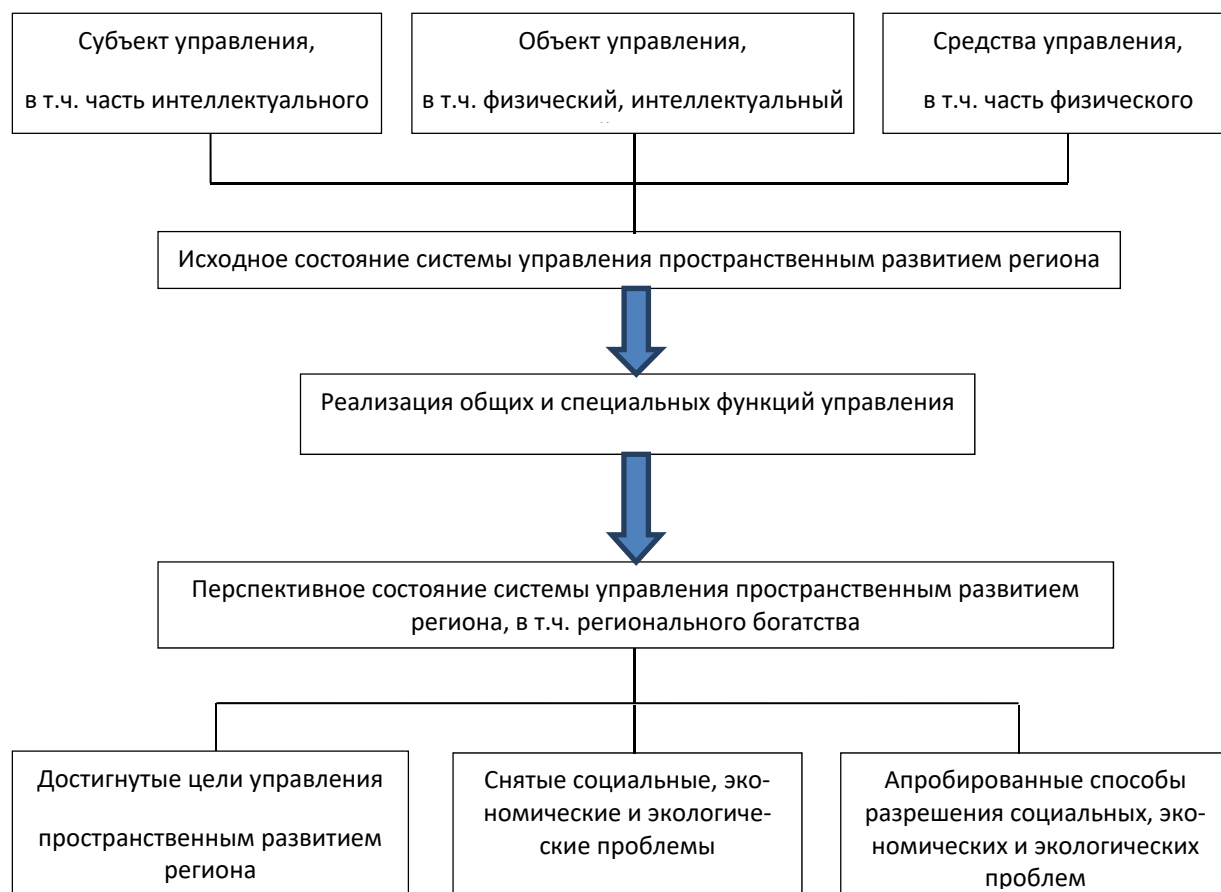 Субъект управления,
в т.ч. часть интеллектуального
Объект управления,
в т.ч. физический, интеллектуальный
Средства управления,
в т.ч. часть физического
Исходное состояние системы управления пространственным развитием региона
Реализация общих и специальных функций управления
Перспективное состояние системы управления пространственным развитием
региона, в т.ч. регионального богатства
Достигнутые цели управления
пространственным развитием
региона
Снятые социальные, эко-
номические и экологиче-
ские проблемы
Апробированные способы
разрешения социальных, эко-
номических и экологических
проблем